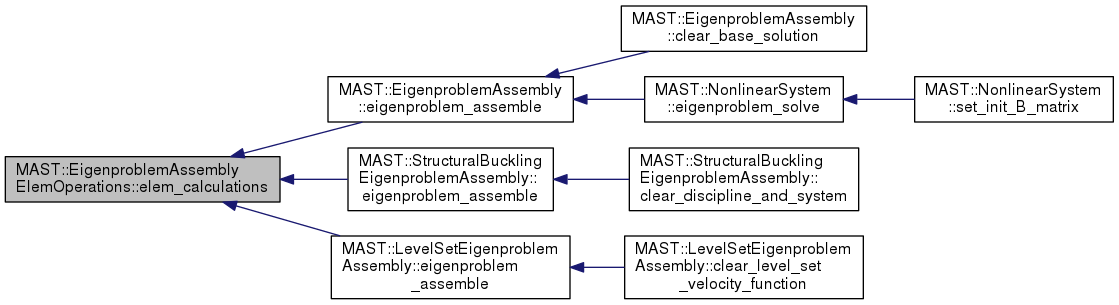 MAST::EigenproblemAssembly
::clear_base_solution
MAST::EigenproblemAssembly
::eigenproblem_assemble
MAST::NonlinearSystem
::eigenproblem_solve
MAST::NonlinearSystem
::set_init_B_matrix
MAST::EigenproblemAssembly
ElemOperations::elem_calculations
MAST::StructuralBuckling
EigenproblemAssembly::
eigenproblem_assemble
MAST::StructuralBuckling
EigenproblemAssembly::
clear_discipline_and_system
MAST::LevelSetEigenproblem
Assembly::eigenproblem
_assemble
MAST::LevelSetEigenproblem
Assembly::clear_level_set
_velocity_function